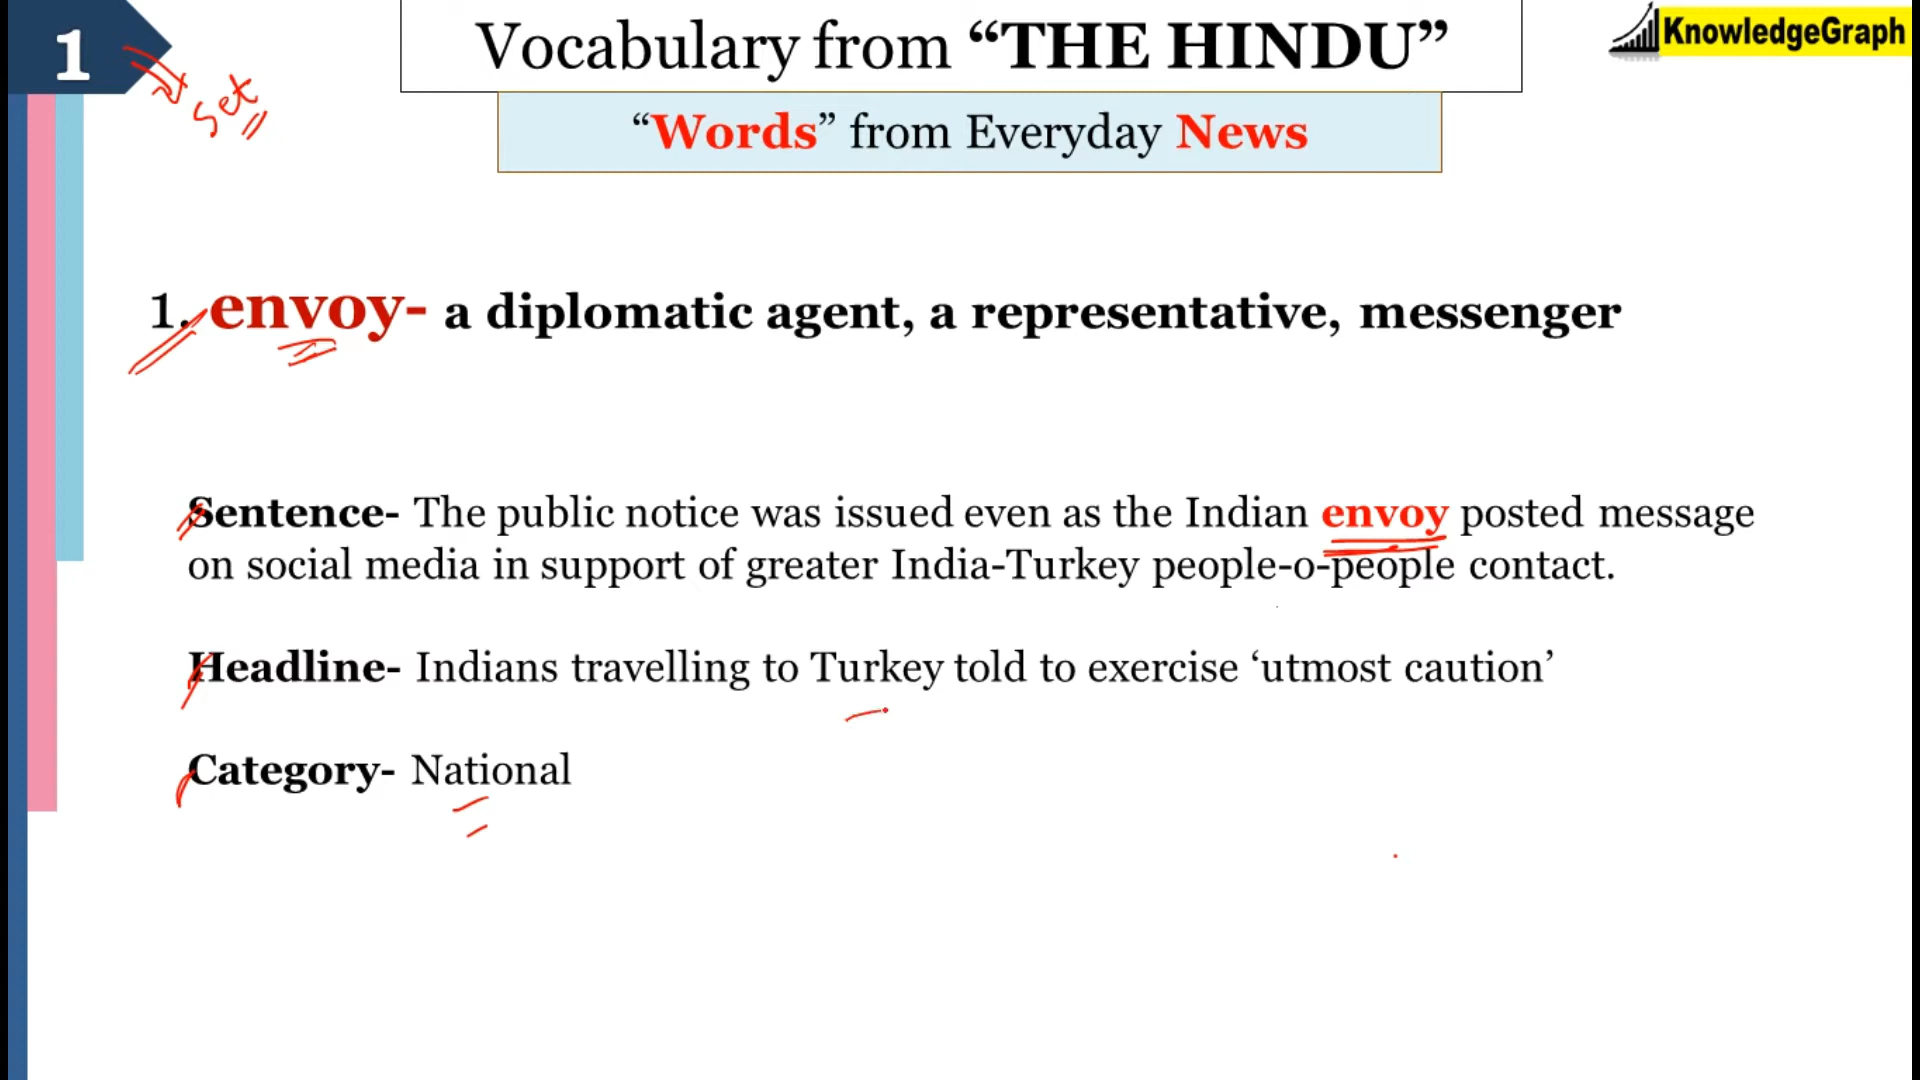 1
Set
Vocabulary from “THE HINDU”
KnowledgeGraph
“Words” from Everyday News
1. envoy- a diplomatic agent, a representative, messenger
Sentence- The public notice was issued even as the Indian envoy posted message
on social media in support of greater India-Turkey people-o-people contact.
Headline- Indians travelling to Turkey told to exercise ‘utmost caution’
Category- National